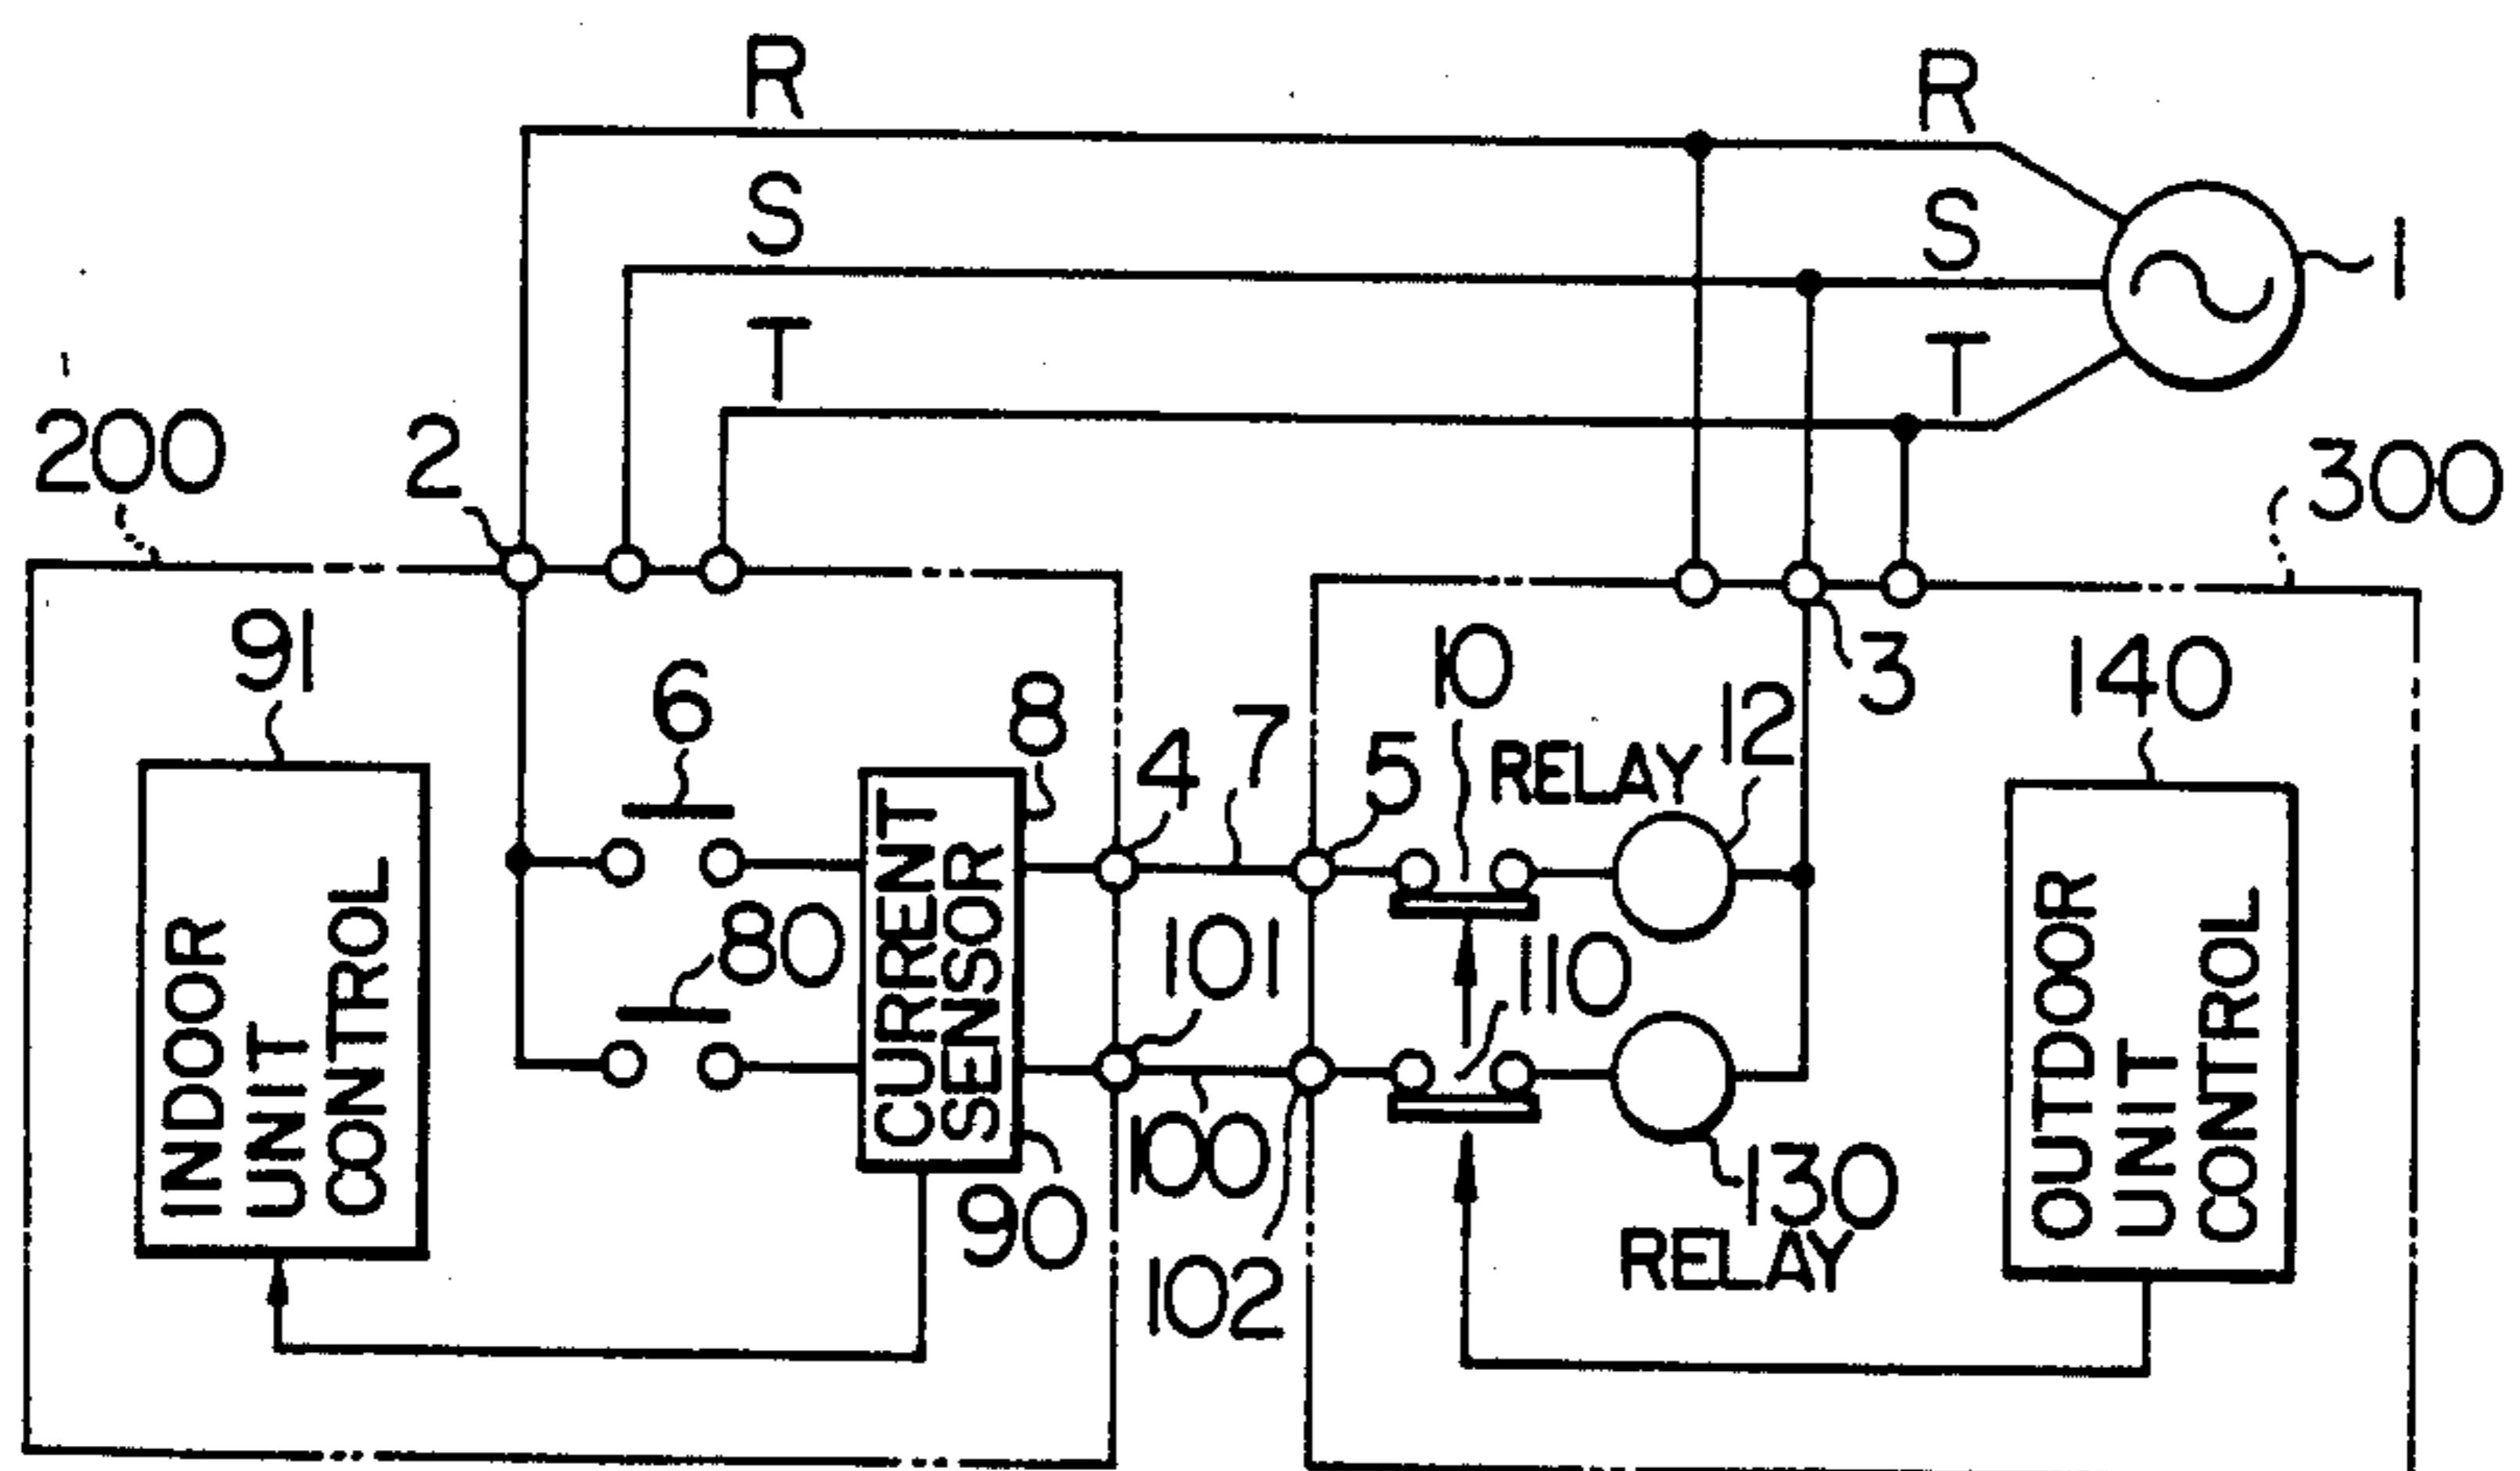 R
R
S
S
1
T
T
200
2
300
91
6
8
4
7
5
10
RELAY
12
3
140
INDOOR
UNIT
CONTROL
80
CURRENT
SENSOR
101
110
OUTDOOR
UNIT
CONTROL
100
90
102
130
RELAY